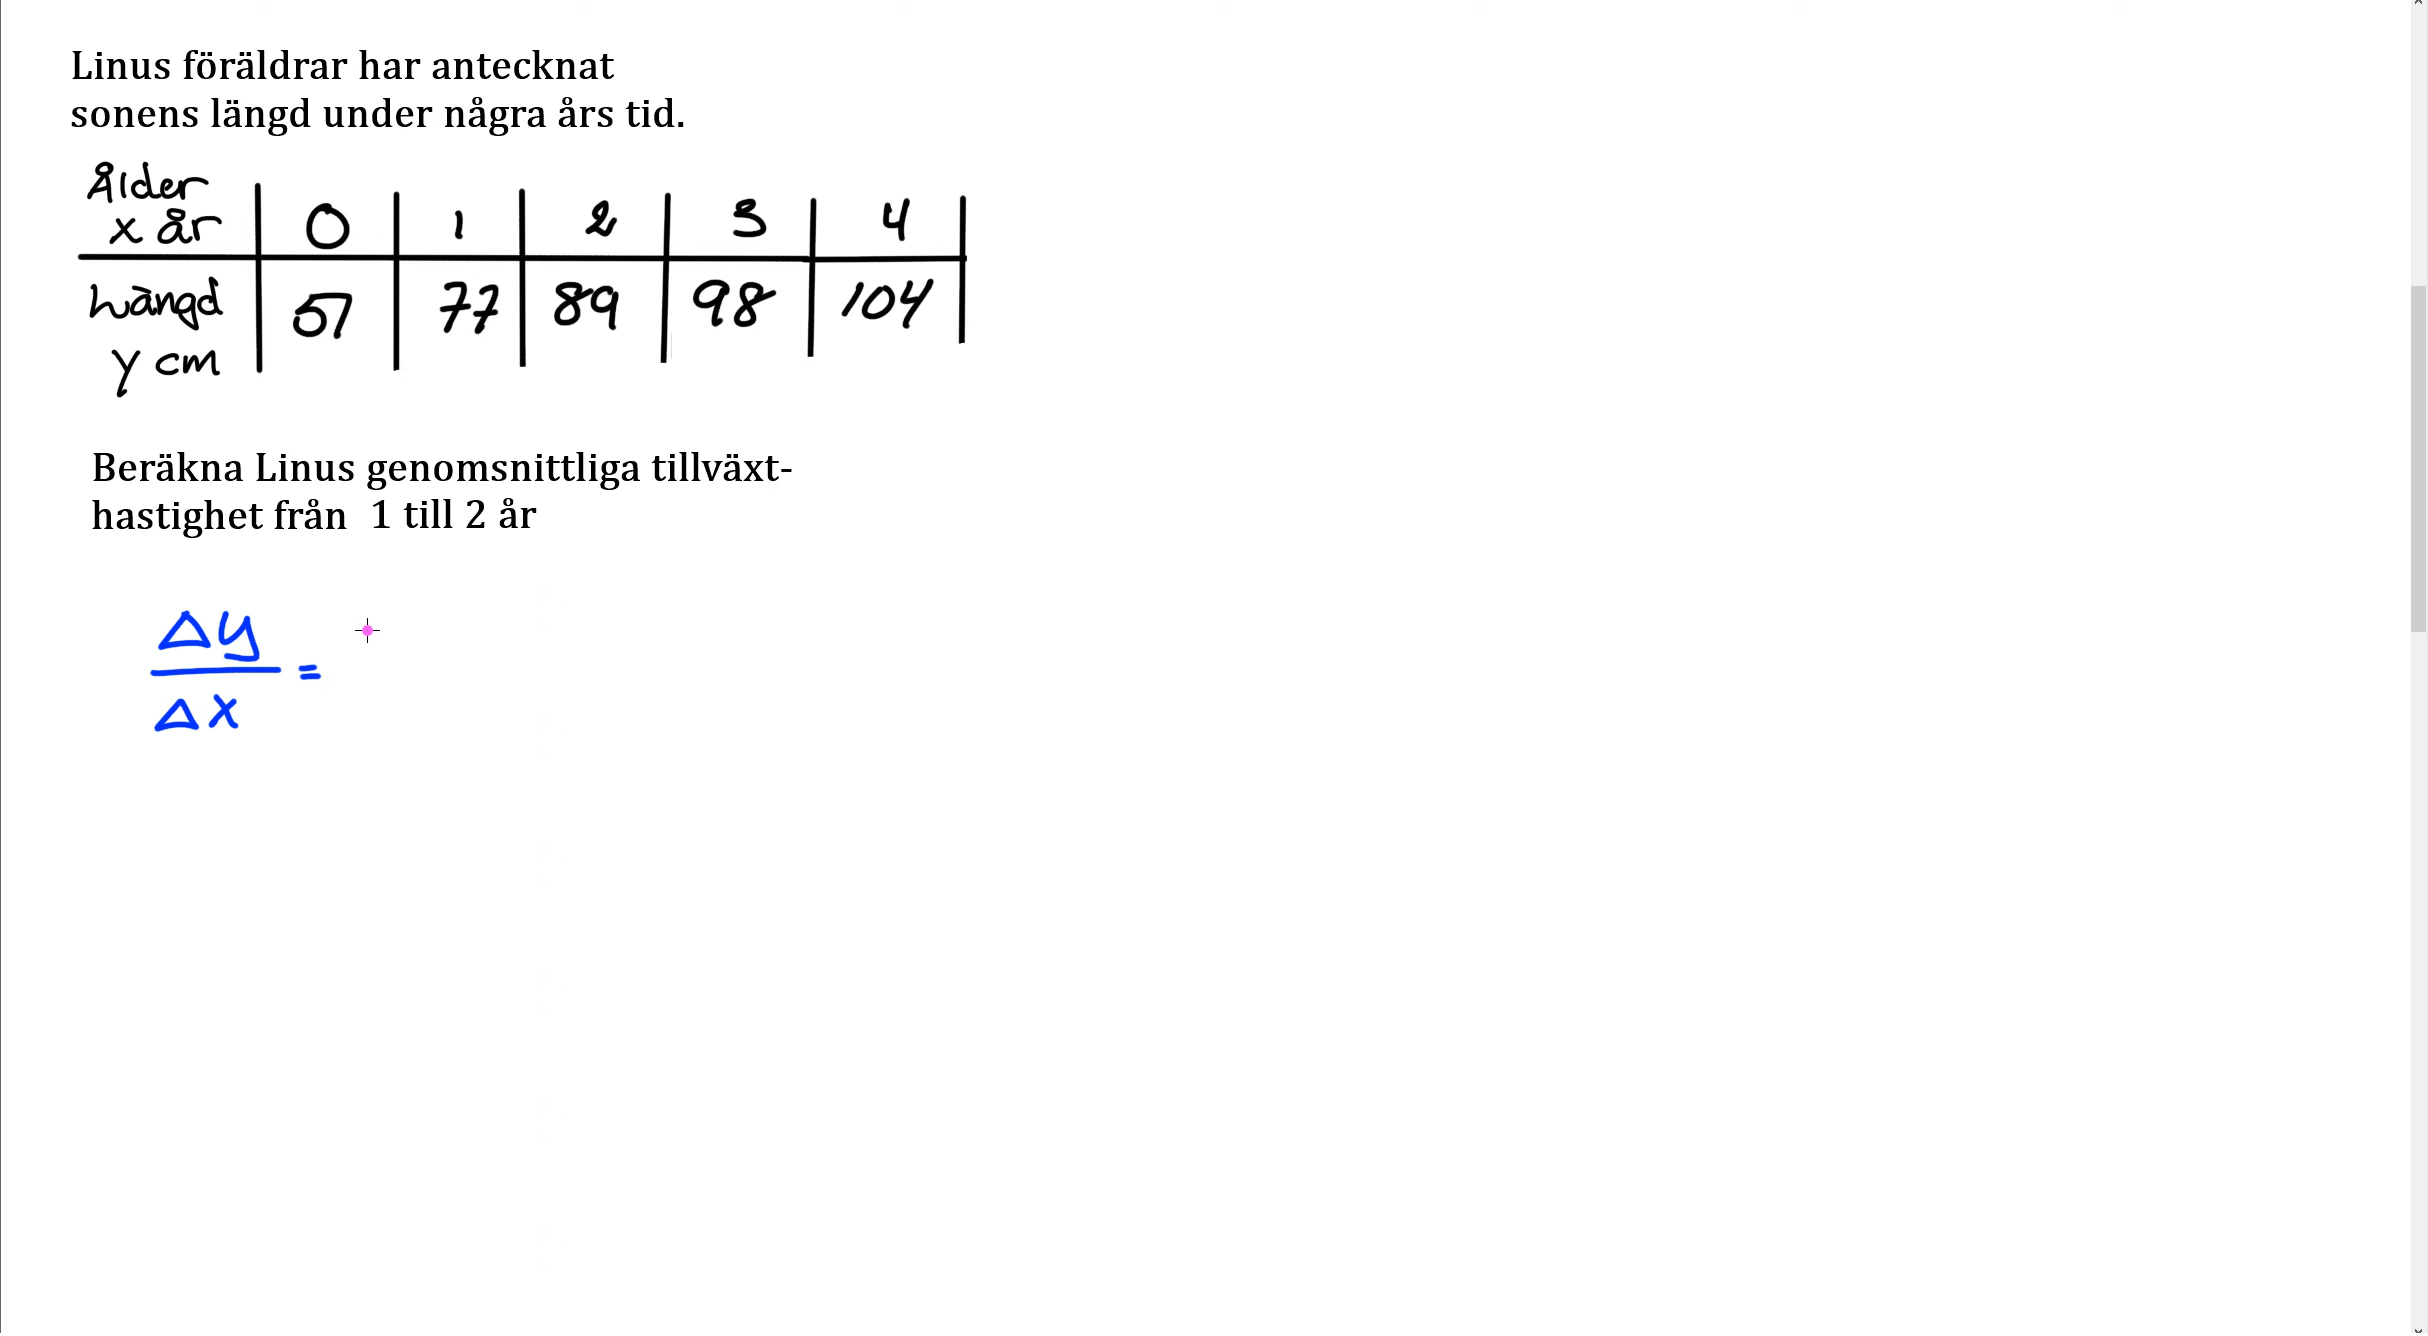 Linus föräldrar har antecknat
sonens längd under några års tid.
Ålder
x år 0 1 2 3 4
Längd 57 77 89 98 104
y cm
Beräkna Linus genomsnittliga tillväxt-
hastighet från 1 till 2 år
Δy
=
Δx